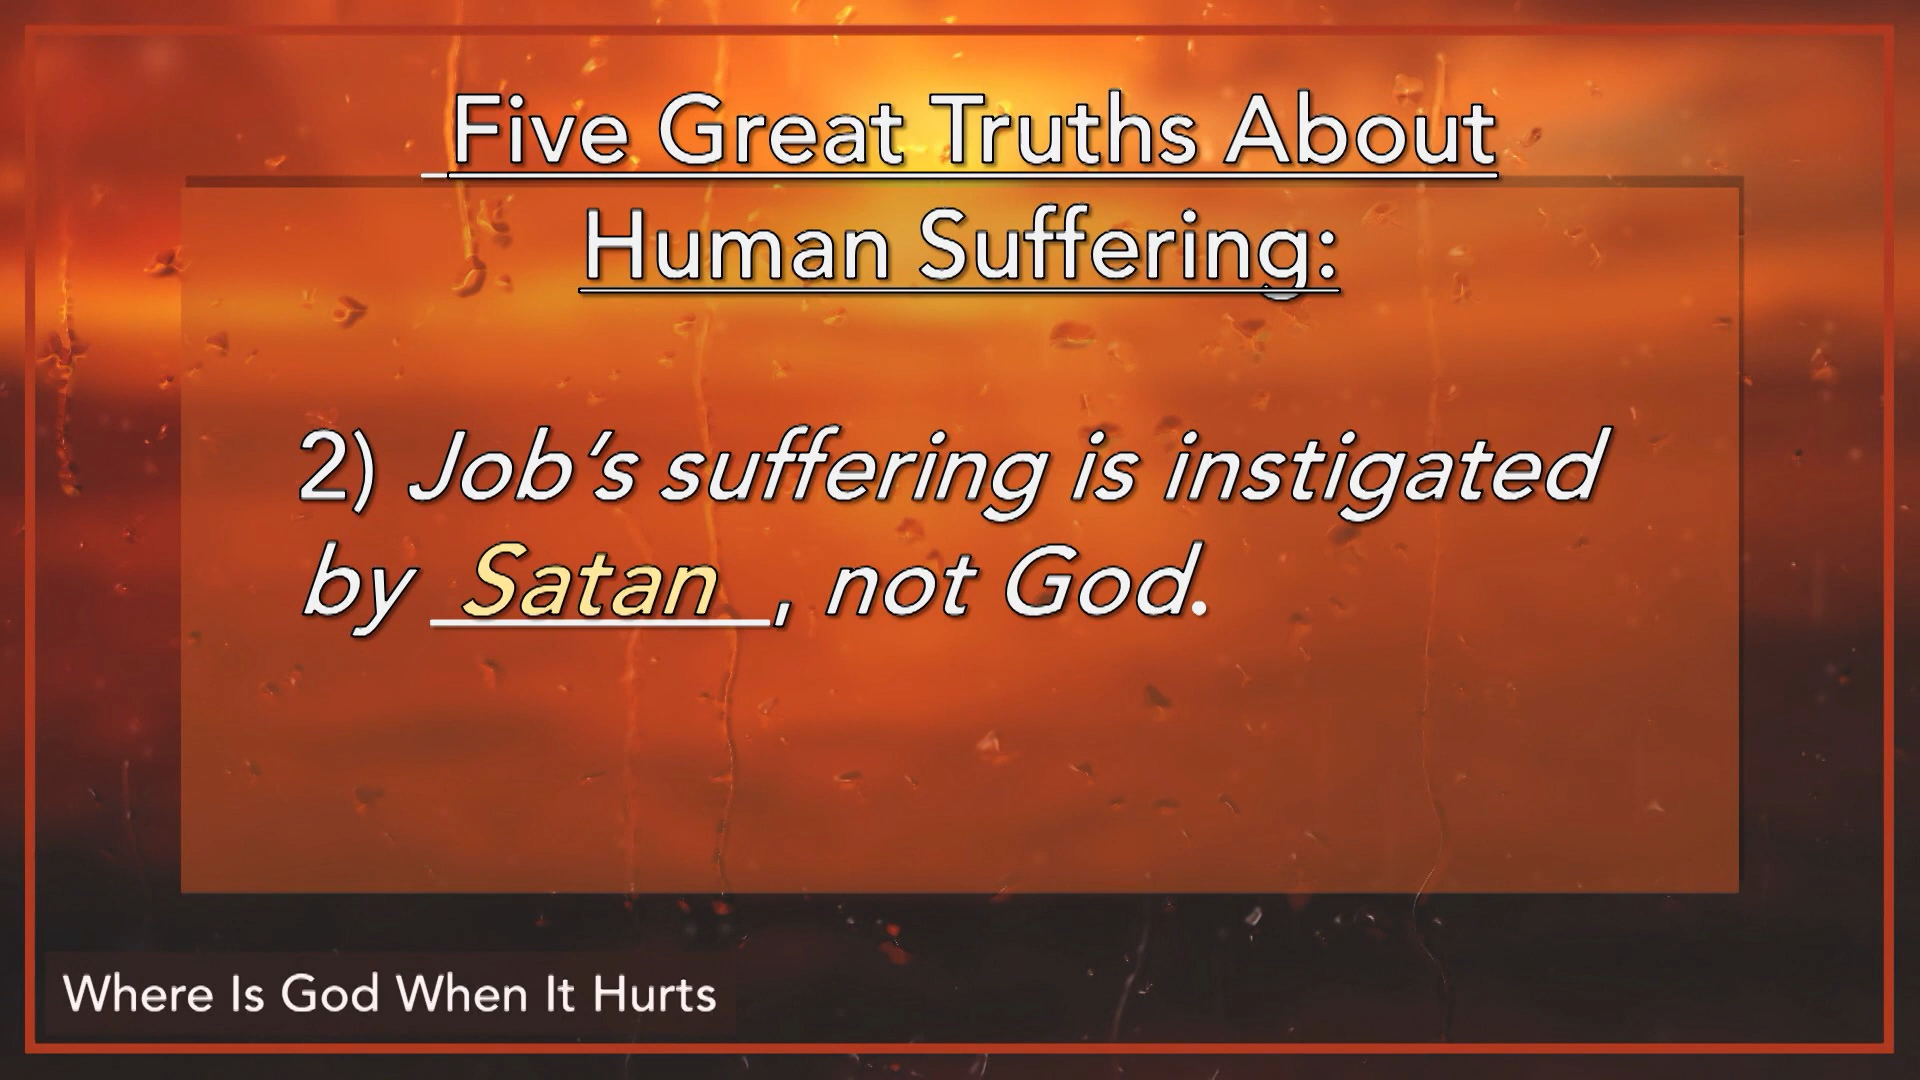 Five Great Truths About
Human Suffering:
2) Job's suffering is instigated
by Satan, not God.
Where Is God When It Hurts